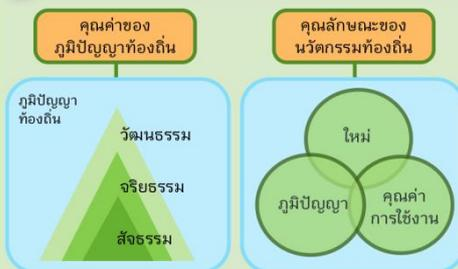 คุณค่าของ
ภูมิปัญญาท้องถิ่น
ภูมิปัญญา
ท้องถิ่น
วัฒนธรรม
จริยธรรม
สัจธรรม
คุณลักษณะของ
นวัตกรรมท้องถิ่น
ใหม่
ภูมิปัญญา
คุณค่า
การใช้งาน